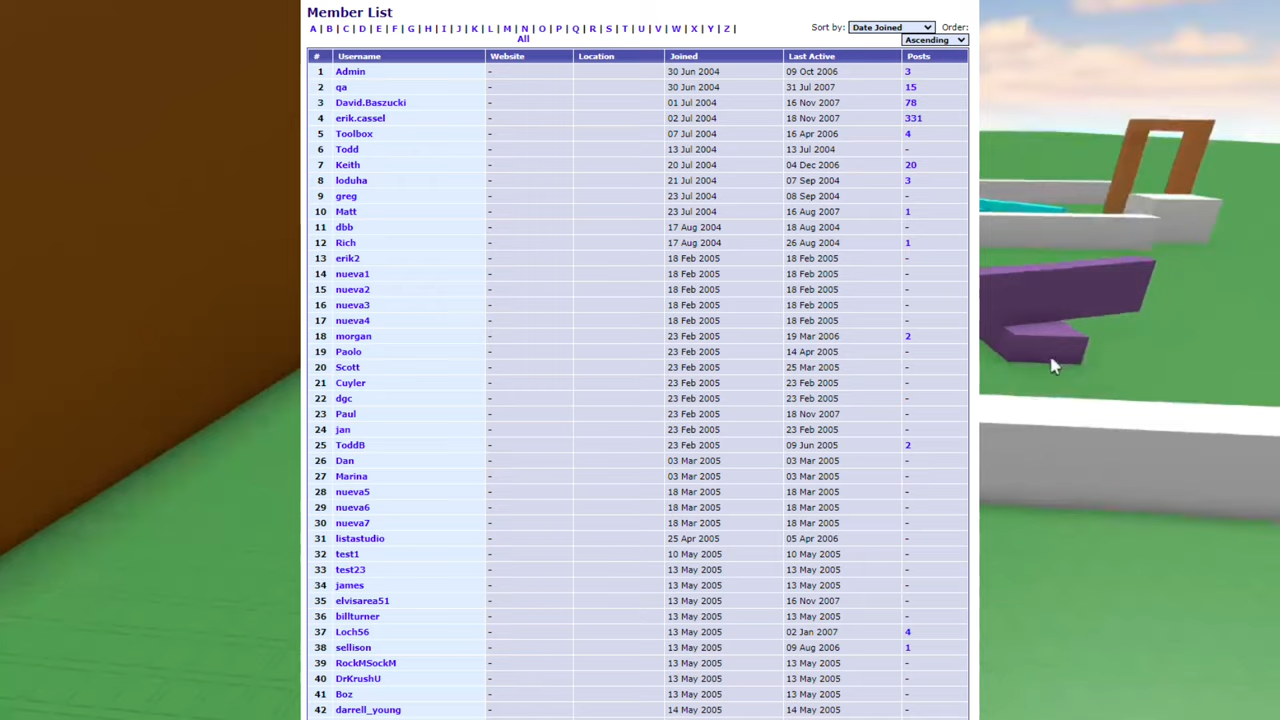 Member List
A | B | C | D | E | F | G | H | I | J | K | L | M | N | O | P | Q | R | S | T | U | V | W | X | Y | Z |
All
Sort by: Date Joined Order:
Ascending
# Username Website Location Joined Last Active Posts
1 Admin - 30 Jun 2004 09 Oct 2006 3
2 qa - 30 Jun 2004 31 Jul 2007 15
3 David.Baszucki - 01 Jul 2004 16 Nov 2007 78
4 erik.cassel - 02 Jul 2004 18 Nov 2007 331
5 Toolbox - 07 Jul 2004 16 Apr 2006 4
6 Todd - 13 Jul 2004 13 Jul 2004 -
7 Keith - 20 Jul 2004 04 Dec 2006 20
8 loduha - 21 Jul 2004 07 Sep 2004 3
9 greg - 23 Jul 2004 08 Sep 2004 -
10 Matt - 23 Jul 2004 16 Aug 2007 1
11 dbb - 17 Aug 2004 18 Aug 2004 -
12 Rich - 17 Aug 2004 26 Aug 2004 1
13 erik2 - 18 Feb 2005 18 Feb 2005 -
14 nueva1 - 18 Feb 2005 18 Feb 2005 -
15 nueva2 - 18 Feb 2005 18 Feb 2005 -
16 nueva3 - 18 Feb 2005 18 Feb 2005 -
17 nueva4 - 18 Feb 2005 18 Feb 2005 -
18 morgan - 23 Feb 2005 19 Mar 2006 2
19 Paolo - 23 Feb 2005 14 Apr 2005 -
20 Scott - 23 Feb 2005 25 Mar 2005 -
21 Cuyler - 23 Feb 2005 23 Feb 2005 -
22 dgc - 23 Feb 2005 23 Feb 2005 -
23 Paul - 23 Feb 2005 18 Nov 2007 -
24 jan - 23 Feb 2005 23 Feb 2005 -
25 ToddB - 23 Feb 2005 09 Jun 2005 2
26 Dan - 03 Mar 2005 03 Mar 2005 -
27 Marina - 03 Mar 2005 03 Mar 2005 -
28 nueva5 - 18 Mar 2005 18 Mar 2005 -
29 nueva6 - 18 Mar 2005 18 Mar 2005 -
30 nueva7 - 18 Mar 2005 18 Mar 2005 -
31 listastudio - 25 Apr 2005 05 Apr 2006 -
32 test1 - 10 May 2005 10 May 2005 -
33 test23 - 13 May 2005 13 May 2005 -
34 james - 13 May 2005 13 May 2005 -
35 elvisarea51 - 13 May 2005 16 Nov 2007 -
36 billturner - 13 May 2005 13 May 2005 -
37 Loch56 - 13 May 2005 02 Jan 2007 4
38 sellison - 13 May 2005 09 Aug 2006 1
39 RockMSockM - 13 May 2005 13 May 2005 -
40 DrKrushU - 13 May 2005 13 May 2005 -
41 Boz - 13 May 2005 13 May 2005 -
42 darrell_young - 14 May 2005 14 May 2005 -